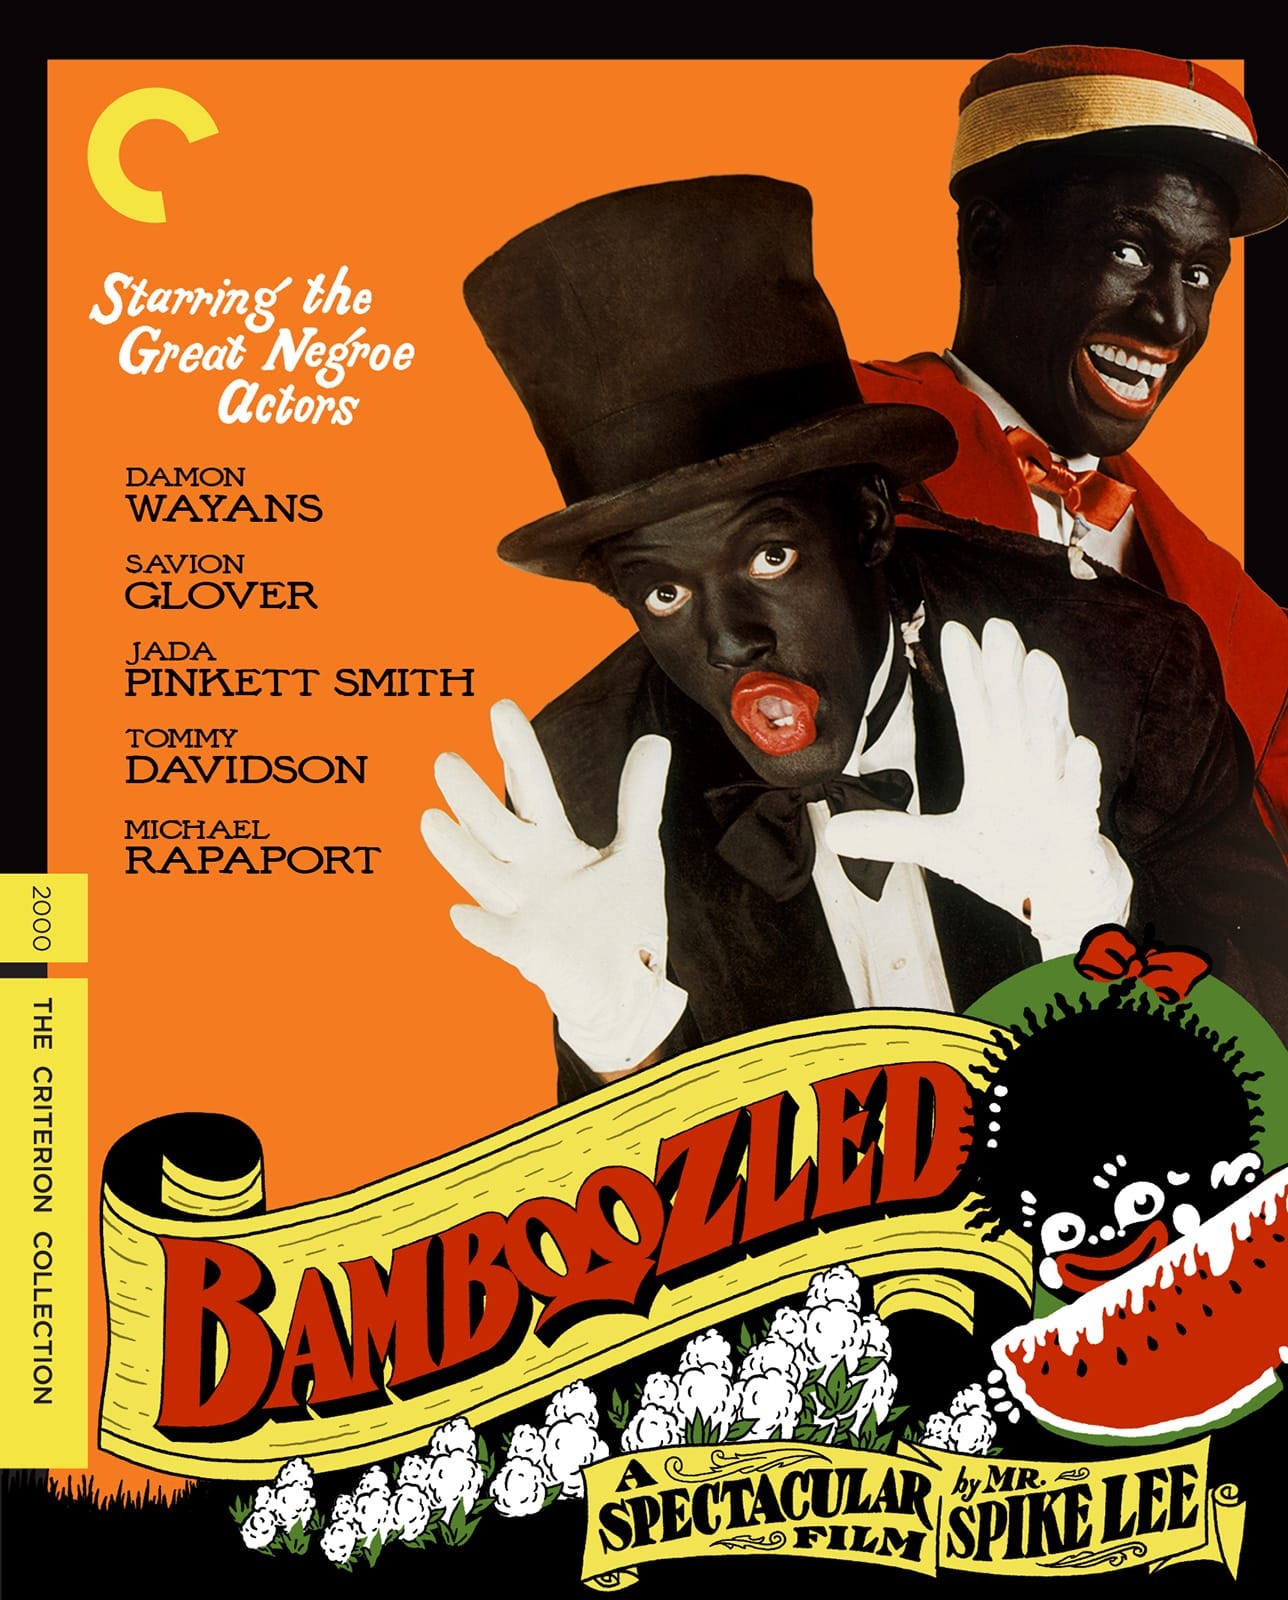 Starring the
Great Negroe
Actors
DAMON
WAYANS
SAVION
GLOVER
JADA
PINKETT SMITH
TOMMY
DAVIDSON
MICHAEL
RAPAPORT
2000
THE CRITERION COLLECTION
BAMBOOZLED
A
SPECTACULAR
FILM
by MR.
SPIKE LEE